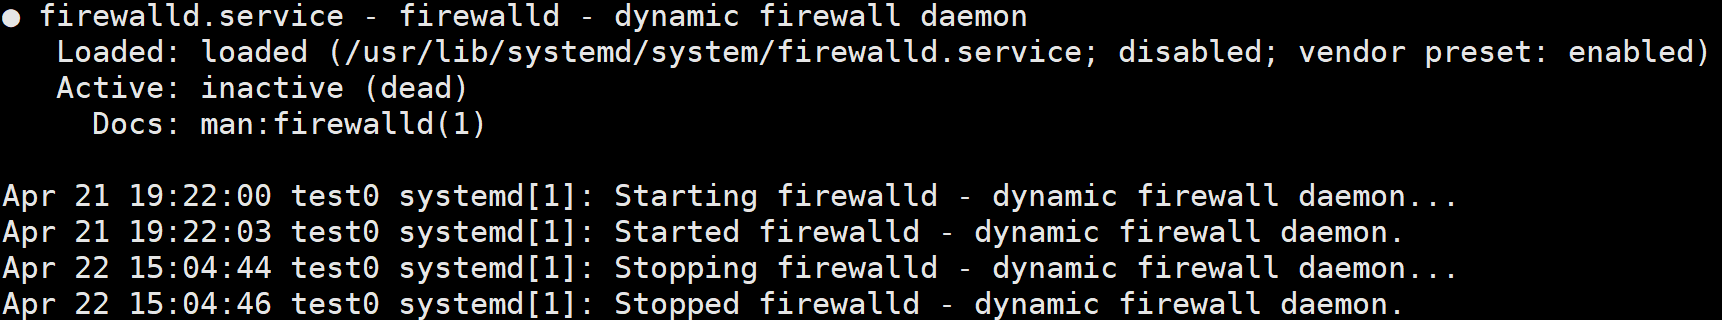 ● firewalld.service - firewalld - dynamic firewall daemon
   Loaded: loaded (/usr/lib/systemd/system/firewalld.service; disabled; vendor preset: enabled)
   Active: inactive (dead)
     Docs: man:firewalld(1)

Apr 21 19:22:00 test0 systemd[1]: Starting firewalld - dynamic firewall daemon...
Apr 21 19:22:03 test0 systemd[1]: Started firewalld - dynamic firewall daemon.
Apr 22 15:04:44 test0 systemd[1]: Stopping firewalld - dynamic firewall daemon...
Apr 22 15:04:46 test0 systemd[1]: Stopped firewalld - dynamic firewall daemon.